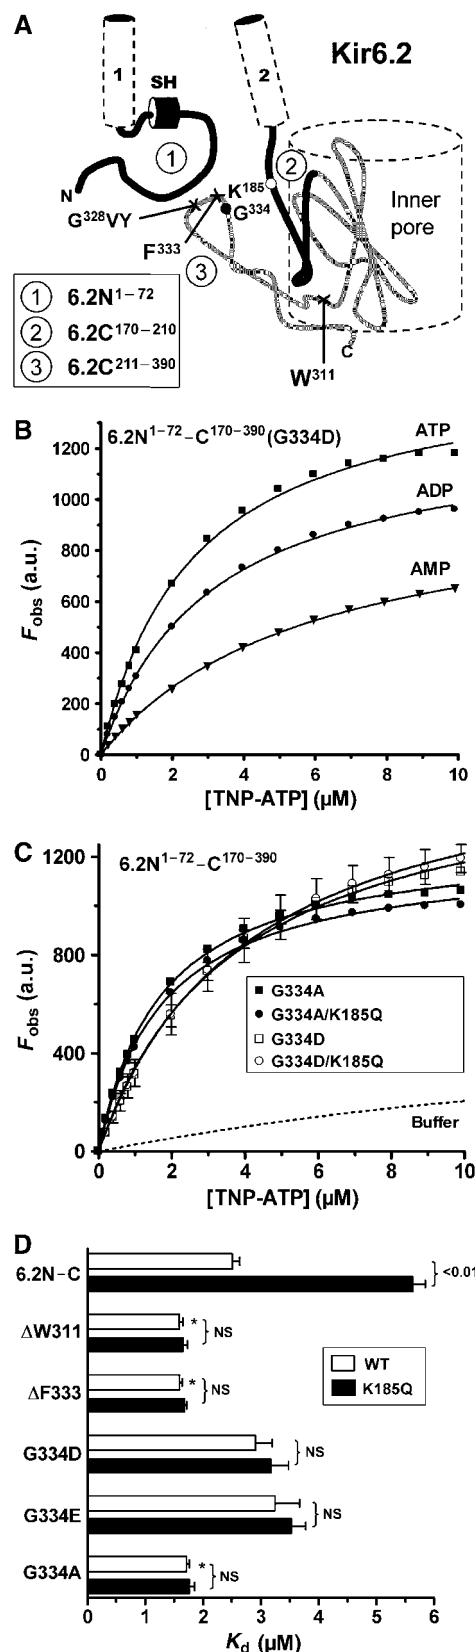 A
Kir6.2
1
2
SH
1
2
N
K185
G334
G328VY
F333
3
Inner
pore
C
W311
1 6.2N1–72
2 6.2C170–210
3 6.2C211–390
B
6.2N1–72–C170–390(G334D)
ATP
ADP
AMP
1200
1000
800
600
400
200
0
Fobs (a.u.)
0 2 4 6 8 10
[TNP-ATP] (µM)
C
6.2N1–72–C170–390
1200
800
400
0
Fobs (a.u.)
G334A
G334A/K185Q
G334D
G334D/K185Q
Buffer
0 2 4 6 8 10
[TNP-ATP] (µM)
D
6.2N–C
<0.01
ΔW311
* NS
ΔF333
* NS
WT
K185Q
G334D
NS
G334E
NS
G334A
* NS
0 1 2 3 4 5 6
Kd (µM)